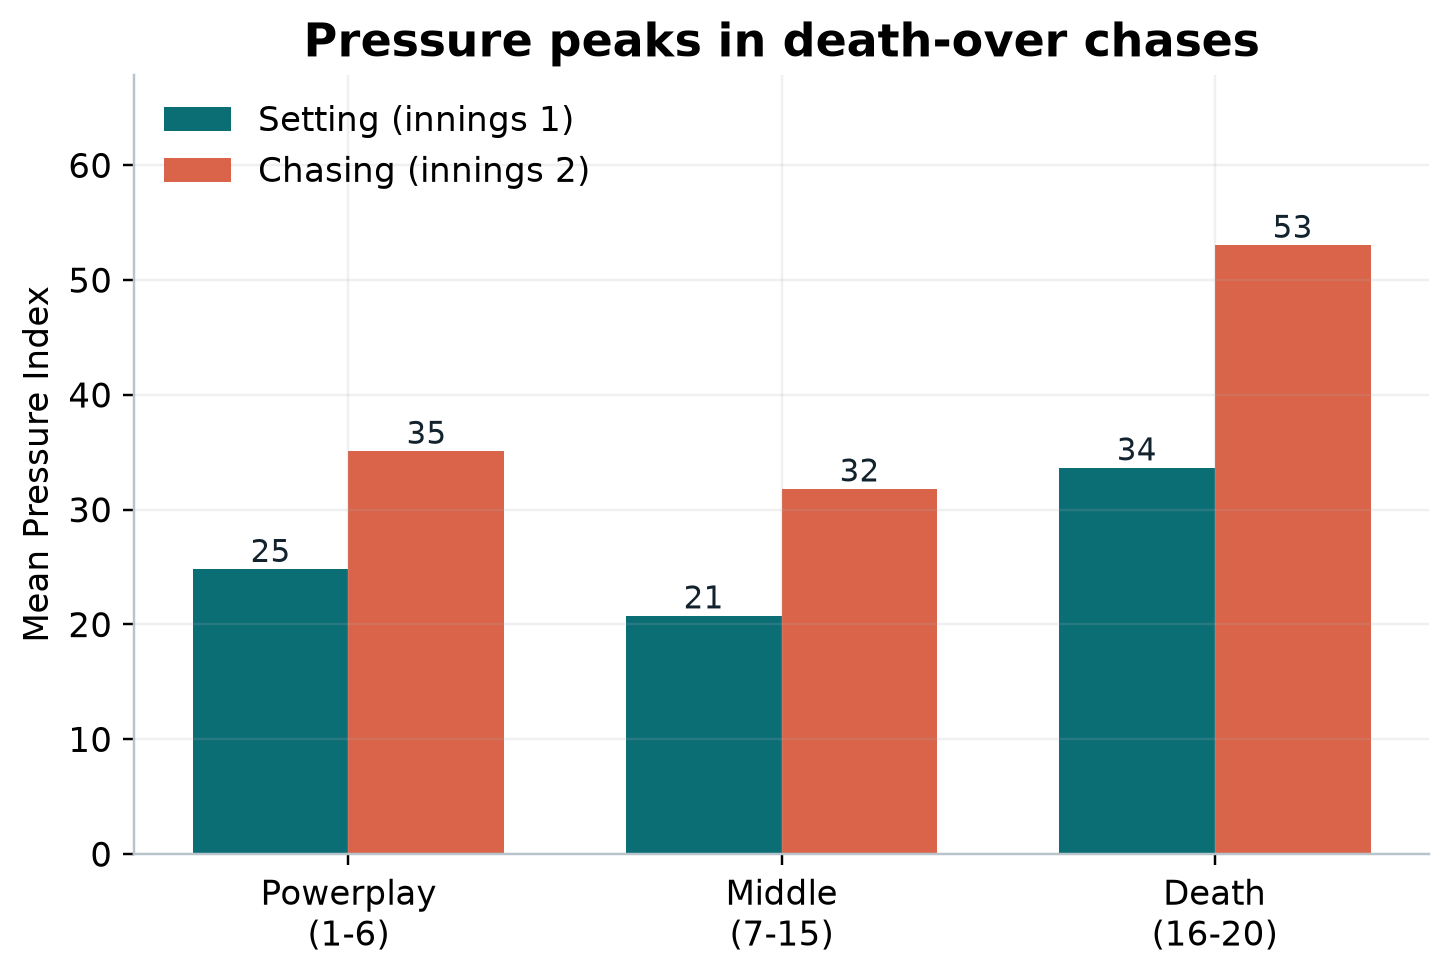 Pressure peaks in death-over chases
Setting (innings 1)
Chasing (innings 2)
Mean Pressure Index
60
50
40
30
20
10
0
25
35
21
32
34
53
Powerplay
(1-6)
Middle
(7-15)
Death
(16-20)